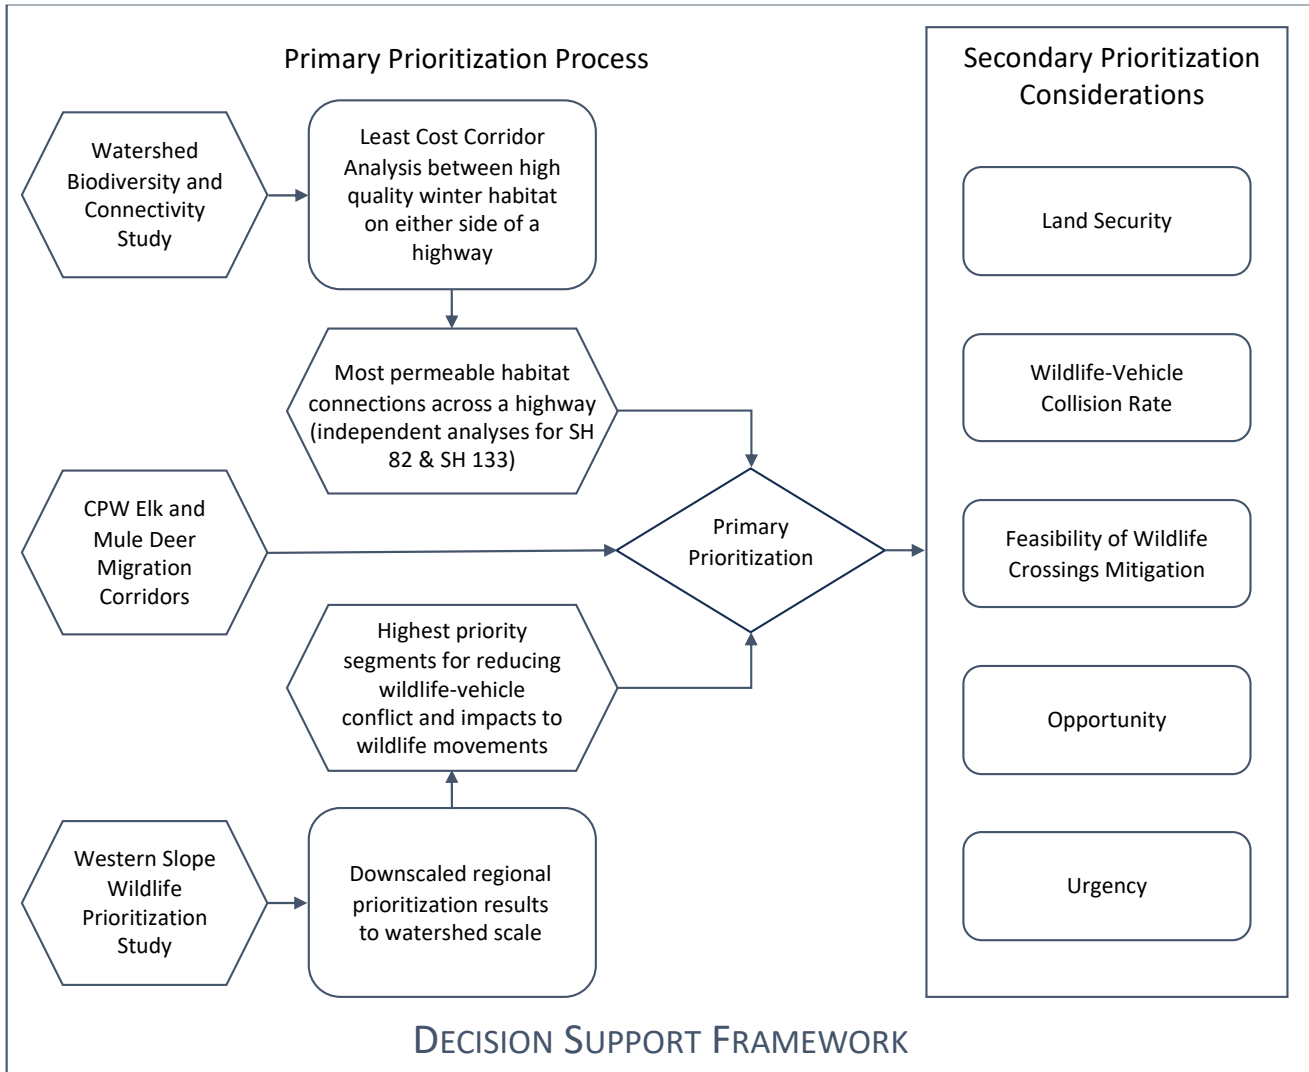 Primary Prioritization Process
Watershed
Biodiversity and
Connectivity
Study
Least Cost Corridor
Analysis between high
quality winter habitat
on either side of a
highway
Most permeable habitat
connections across a highway
(independent analyses for SH
82 & SH 133)
CPW Elk and
Mule Deer
Migration
Corridors
Primary
Prioritization
Highest priority
segments for reducing
wildlife-vehicle
conflict and impacts to
wildlife movements
Western Slope
Wildlife
Prioritization
Study
Downscaled regional
prioritization results
to watershed scale
Secondary Prioritization
Considerations
Land Security
Wildlife-Vehicle
Collision Rate
Feasibility of Wildlife
Crossings Mitigation
Opportunity
Urgency
DECISION SUPPORT FRAMEWORK